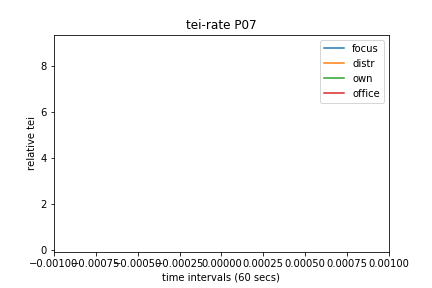 tei-rate P07
focus
distr
own
office
8
6
4
2
0
relative tei
−0.00100 −0.00075 −0.00050 −0.00025 0.00000 0.00025 0.00050 0.00075 0.00100
time intervals (60 secs)